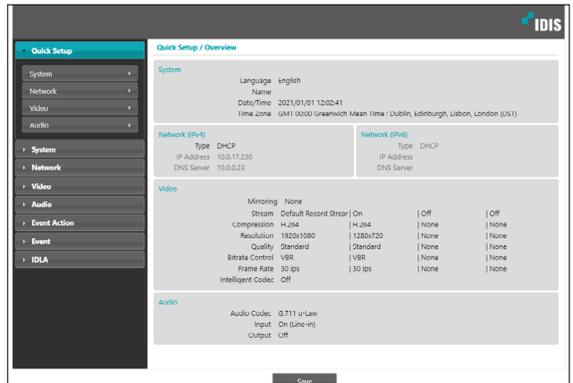 IDIS
Quick Setup
System
Network
Video
Audio
System
Network
Video
Audio
Event Action
Event
IDLA
Quick Setup / Overview
System
Language English
Name
Date/Time 2021/01/01 12:02:41
Time Zone GMT 00:00 Greenwich Mean Time : Dublin, Edinburgh, Lisbon, London (DST)
Network (IPv4)
Type DHCP
IP Address 10.0.17.230
DNS Server 10.0.0.23
Network (IPv6)
Type DHCP
IP Address
DNS Server
Video
Mirroring None
Stream Default Record Strear | On | Off | Off
Compression H.264 | H.264 | None | None
Resolution 1920x1080 | 1280x720 | None | None
Quality Standard | Standard | None | None
Bitrate Control VBR | VBR | None | None
Frame Rate 30 ips | 30 ips | None | None
Intelligent Codec Off
Audio
Audio Codec G.711 u-Law
Input On (Line-in)
Output Off
Save